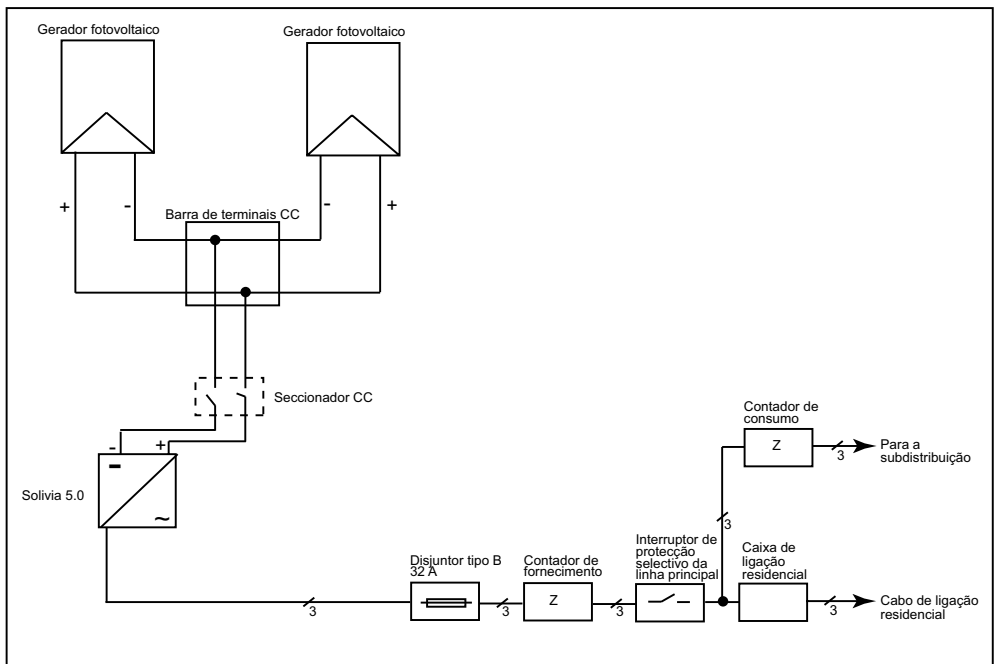 Gerador fotovoltaico
Gerador fotovoltaico
+
-
-
+
Barra de terminais CC
Seccionador CC
-
+
Solivia 5.0
~
Contador de
consumo
Z
3
Para a
subdistribuição
3
Disjuntor tipo B
32 A
Contador de
fornecimento
Interruptor de
protecção
selectivo da
linha principal
Caixa de
ligação
residencial
3
3
Z
3
3
Cabo de ligação
residencial